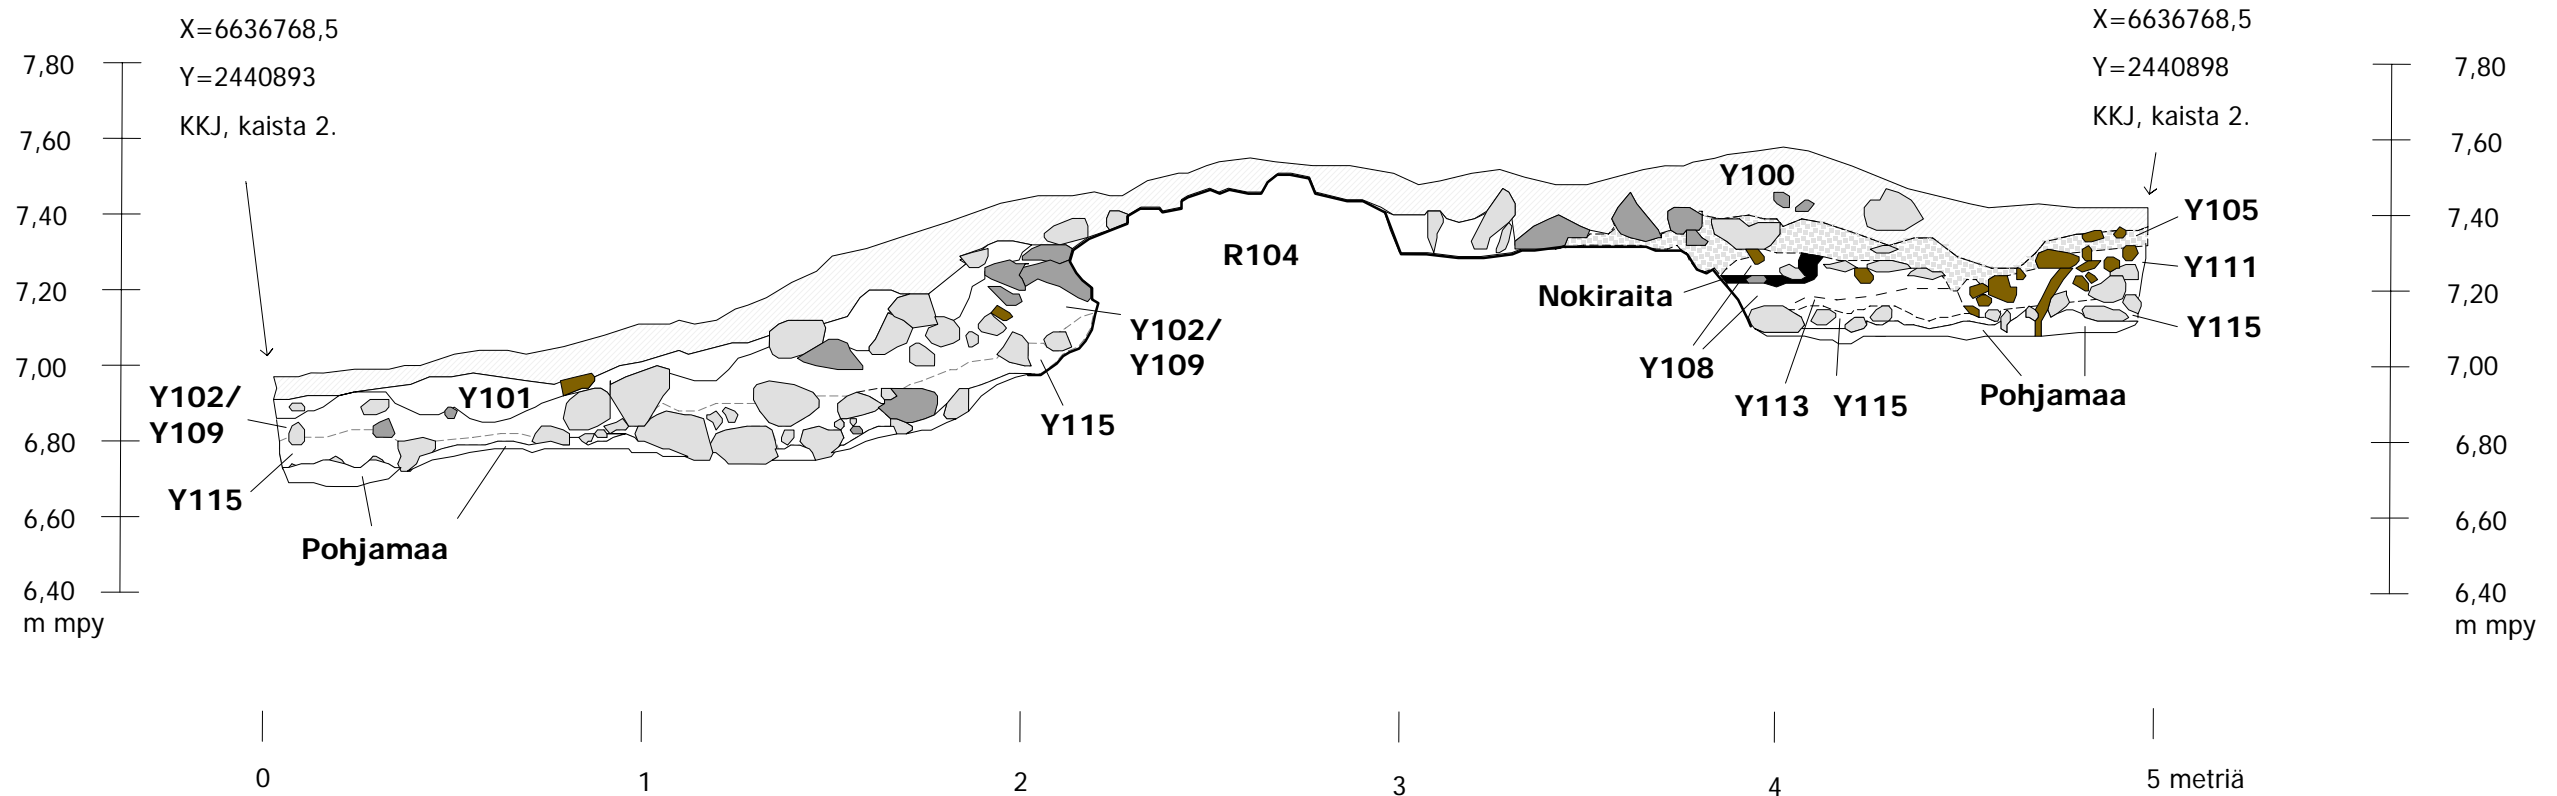 X=6636768,5
Y=2440893
KKJ, kaista 2.
X=6636768,5
Y=2440898
KKJ, kaista 2.
7,80
7,60
7,40
7,20
7,00
6,80
6,60
6,40
m mpy
7,80
7,60
7,40
7,20
7,00
6,80
6,60
6,40
m mpy
Y100
Y105
R104
Y111
Nokiraita
Y102/
Y109
Y115
Y108
Y102/
Y109
Y101
Y113
Y115
Pohjamaa
Y115
Y115
Pohjamaa
0
1
2
3
4
5 metriä